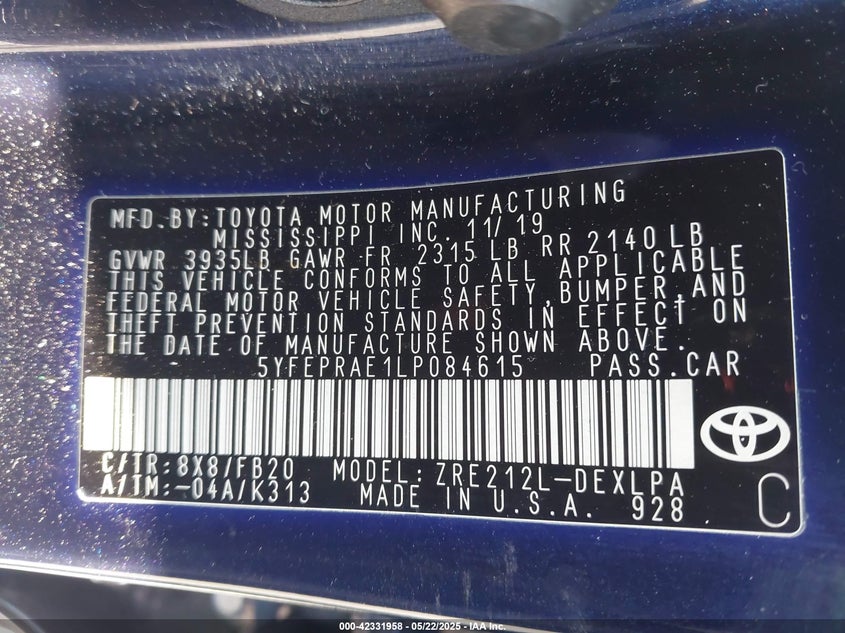 MFD.BY:TOYOTA MOTOR MANUFACTURING
MISSISSIPPI INC. 11/19
GVWR 3935LB GAWR FR 2315 LB RR 2140 LB
THIS VEHICLE CONFORMS TO ALL APPLICABLE
FEDERAL MOTOR VEHICLE SAFETY,BUMPER,AND
THEFT PREVENTION STANDARDS IN EFFECT ON
THE DATE OF MANUFACTURE SHOWN ABOVE.
5YFEPRAE1LP084615 PASS.CAR
C/TR:8X8/FB20 MODEL:ZRE212L-DEXLPA
A/TM:-04A/K313 MADE IN U.S.A. 928
C
000-42331958 - 05/22/2025 - IAA Inc.